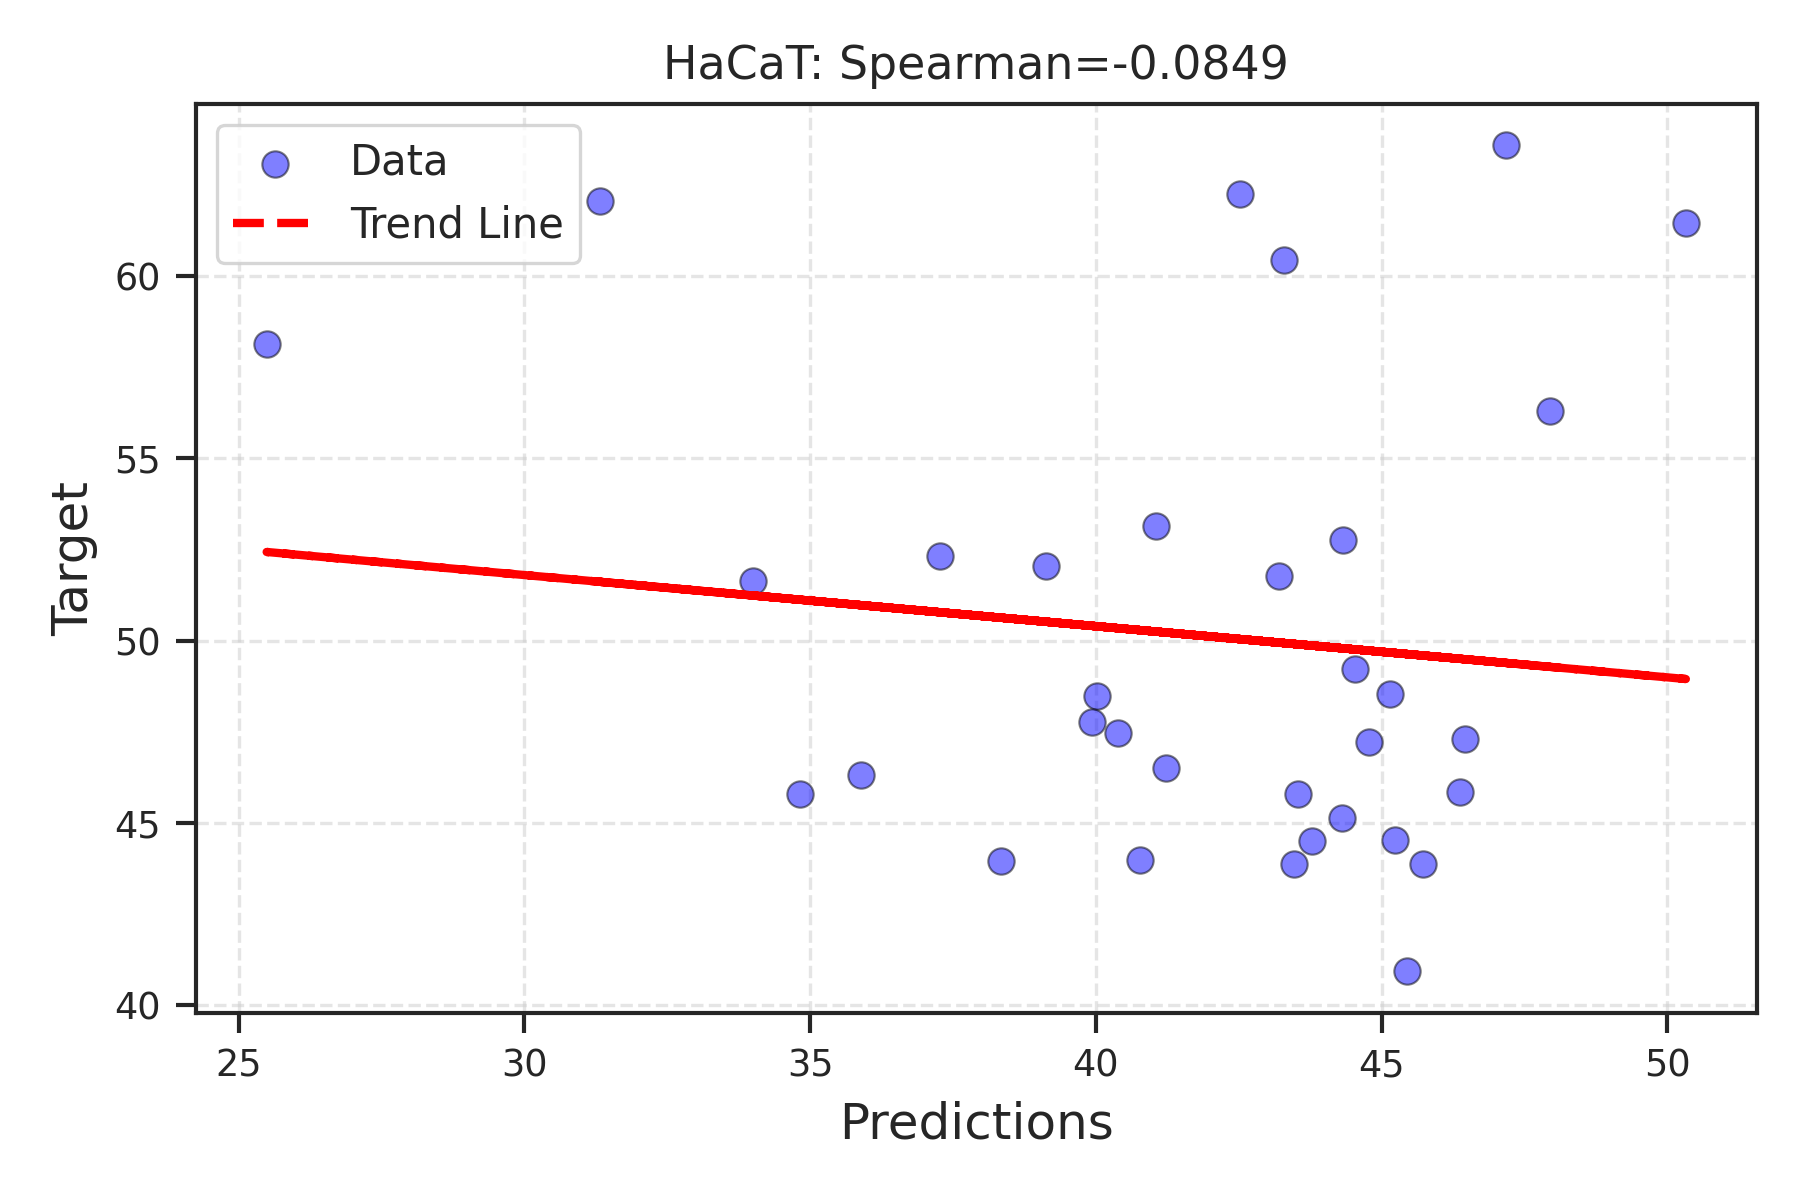 HaCaT: Spearman=-0.0849
Data
Trend Line
60
55
50
45
40
Target
25 30 35 40 45 50
Predictions